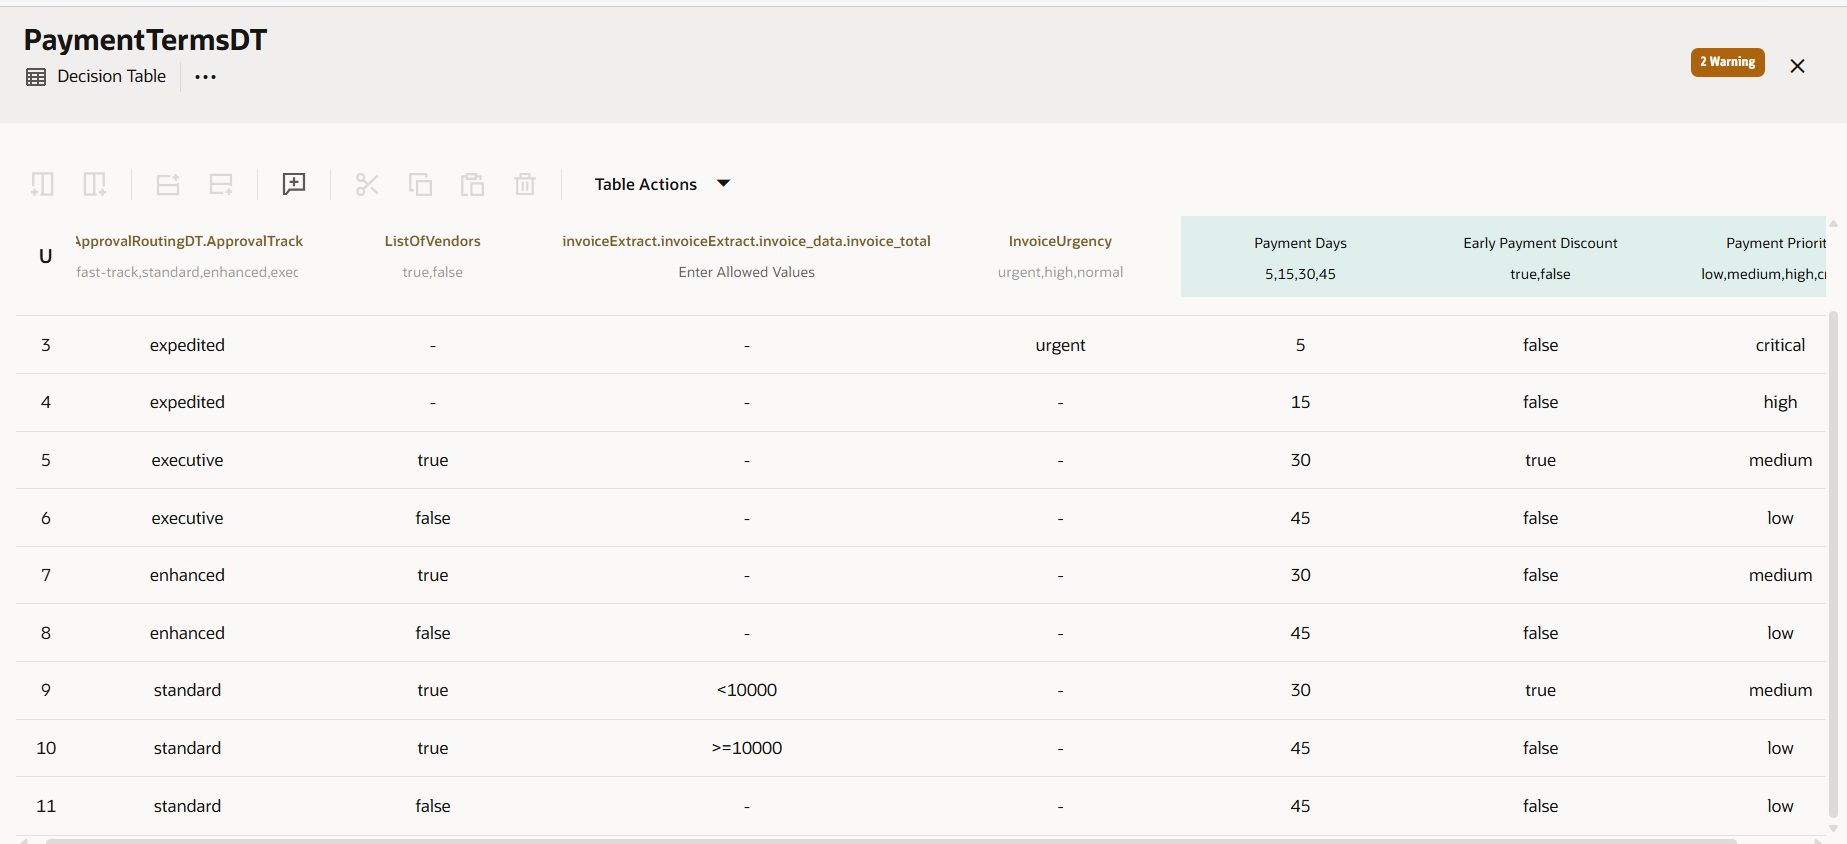 PaymentTermsDT
Decision Table
2 Warning
Table Actions
U ApprovalRoutingDT.ApprovalTrack ListOfVendors invoiceExtract.invoiceExtract.invoice_data.invoice_total InvoiceUrgency Payment Days Early Payment Discount Payment Priorit
fast-track,standard,enhanced,exec true,false Enter Allowed Values urgent,high,normal 5,15,30,45 true,false low,medium,high,cr
3 expedited - - urgent 5 false critical
4 expedited - - - 15 false high
5 executive true - - 30 true medium
6 executive false - - 45 false low
7 enhanced true - - 30 false medium
8 enhanced false - - 45 false low
9 standard true <10000 - 30 true medium
10 standard true >=10000 - 45 false low
11 standard false - - 45 false low